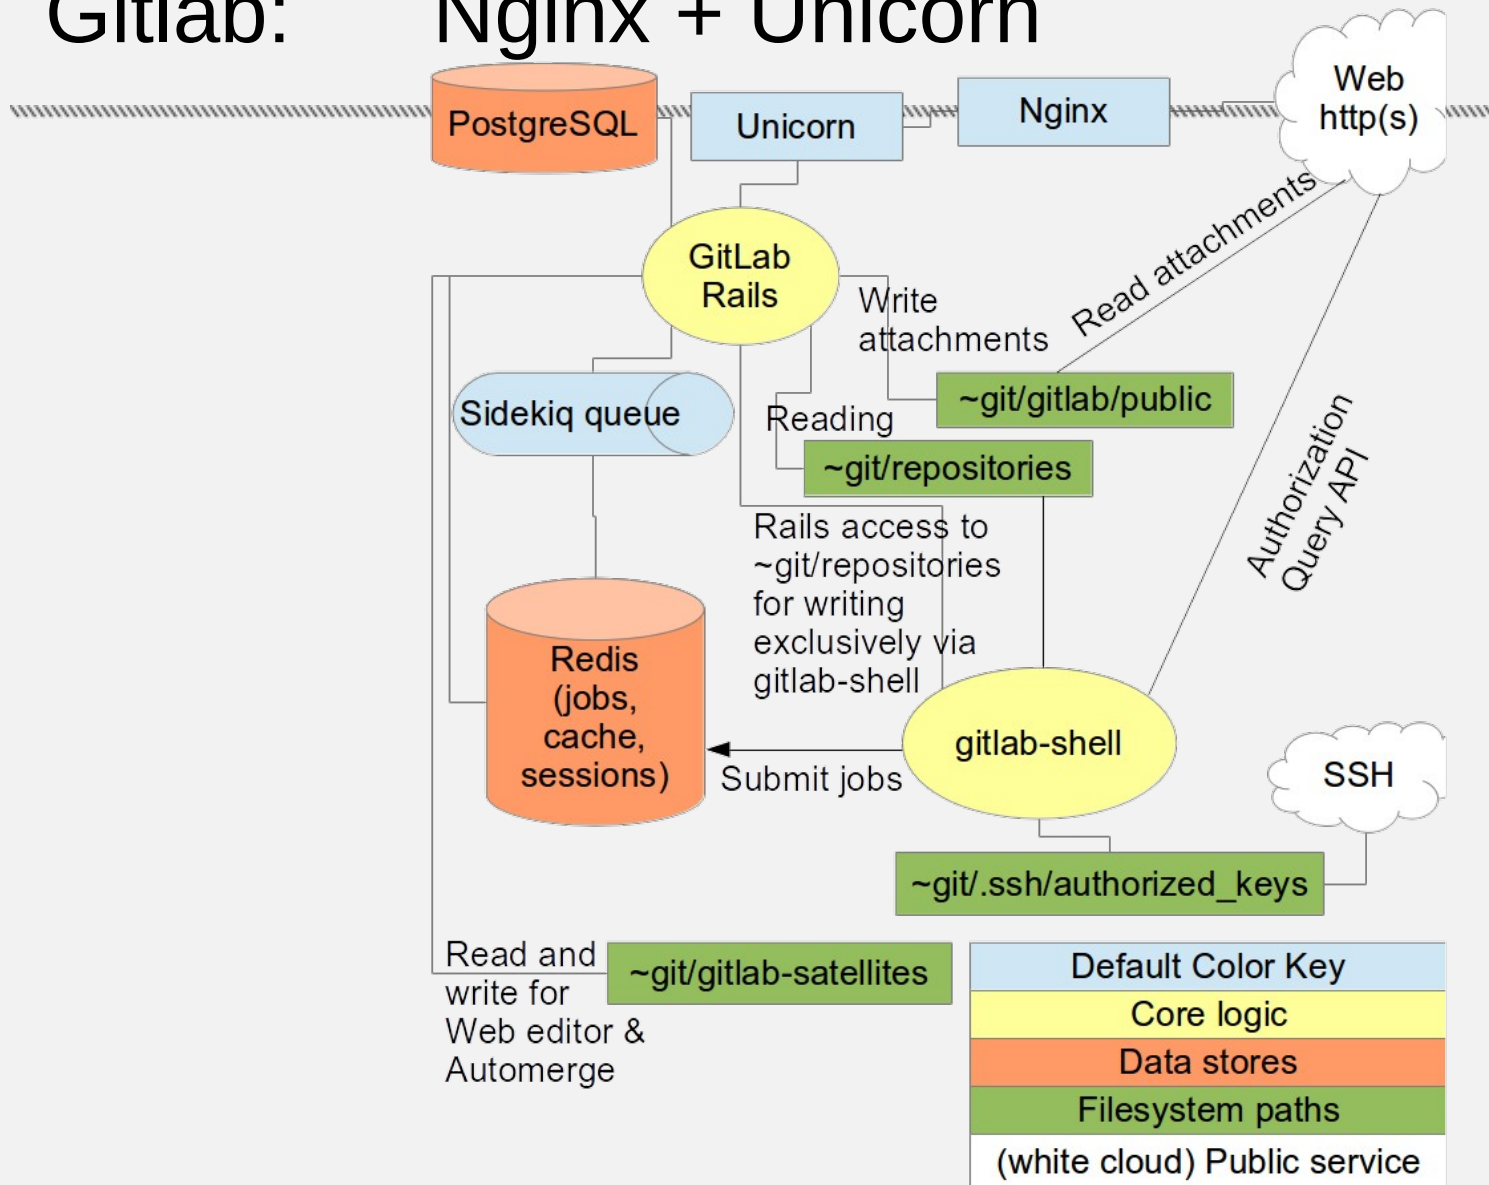 Gitlab: Nginx + Unicorn
PostgreSQL
Unicorn
Nginx
Web
http(s)
GitLab
Rails
Write
attachments
Read attachments
Sidekiq queue
~git/gitlab/public
Reading
~git/repositories
Authorization
Query API
Rails access to
~git/repositories
for writing
exclusively via
gitlab-shell
Redis
(jobs,
cache,
sessions)
gitlab-shell
Submit jobs
SSH
~git/.ssh/authorized_keys
Read and
write for
Web editor &
Automerge
~git/gitlab-satellites
Default Color Key
Core logic
Data stores
Filesystem paths
(white cloud) Public service